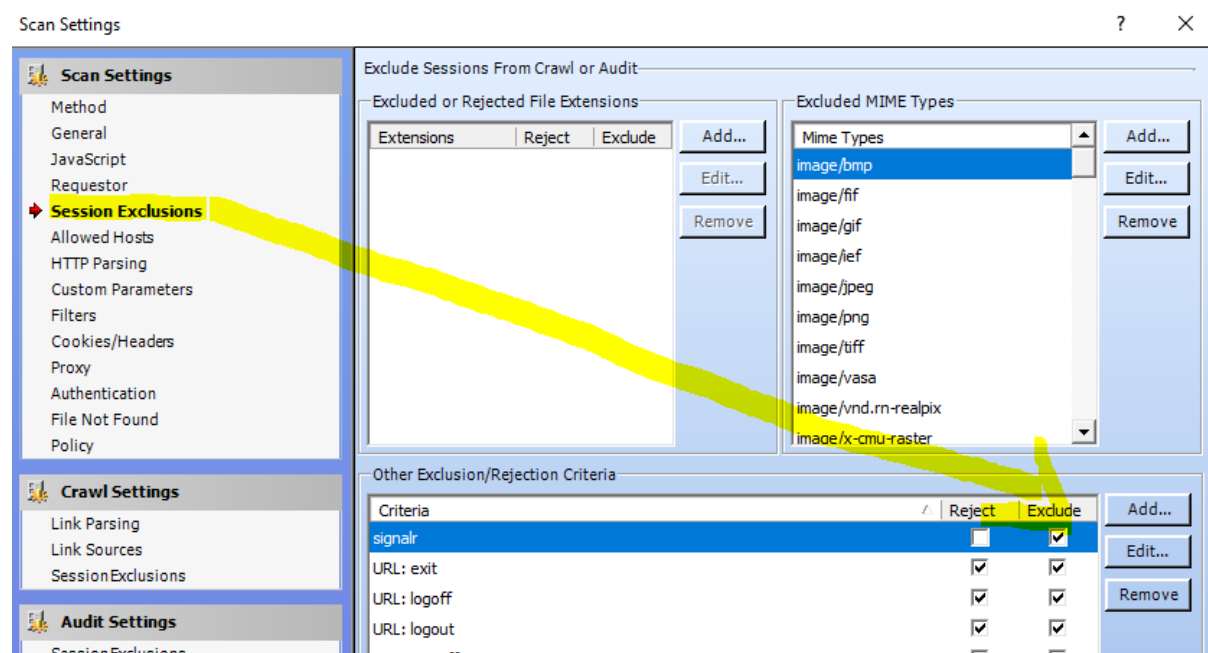 Scan Settings ? ×
Scan Settings
Method
General
JavaScript
Requestor
Session Exclusions
Allowed Hosts
HTTP Parsing
Custom Parameters
Filters
Cookies/Headers
Proxy
Authentication
File Not Found
Policy
Crawl Settings
Link Parsing
Link Sources
Session Exclusions
Audit Settings
Session Exclusions
Exclude Sessions From Crawl or Audit
Excluded or Rejected File Extensions
Extensions Reject Exclude
Add...
Edit...
Remove
Excluded MIME Types
Mime Types
image/bmp
image/fif
image/gif
image/ief
image/jpeg
image/png
image/tiff
image/vasa
image/vnd.rn-realpix
image/x-cmu-raster
Add...
Edit...
Remove
Other Exclusion/Rejection Criteria
Criteria Reject Exclude
signalr
URL: exit
URL: logoff
URL: logout
Add...
Edit...
Remove